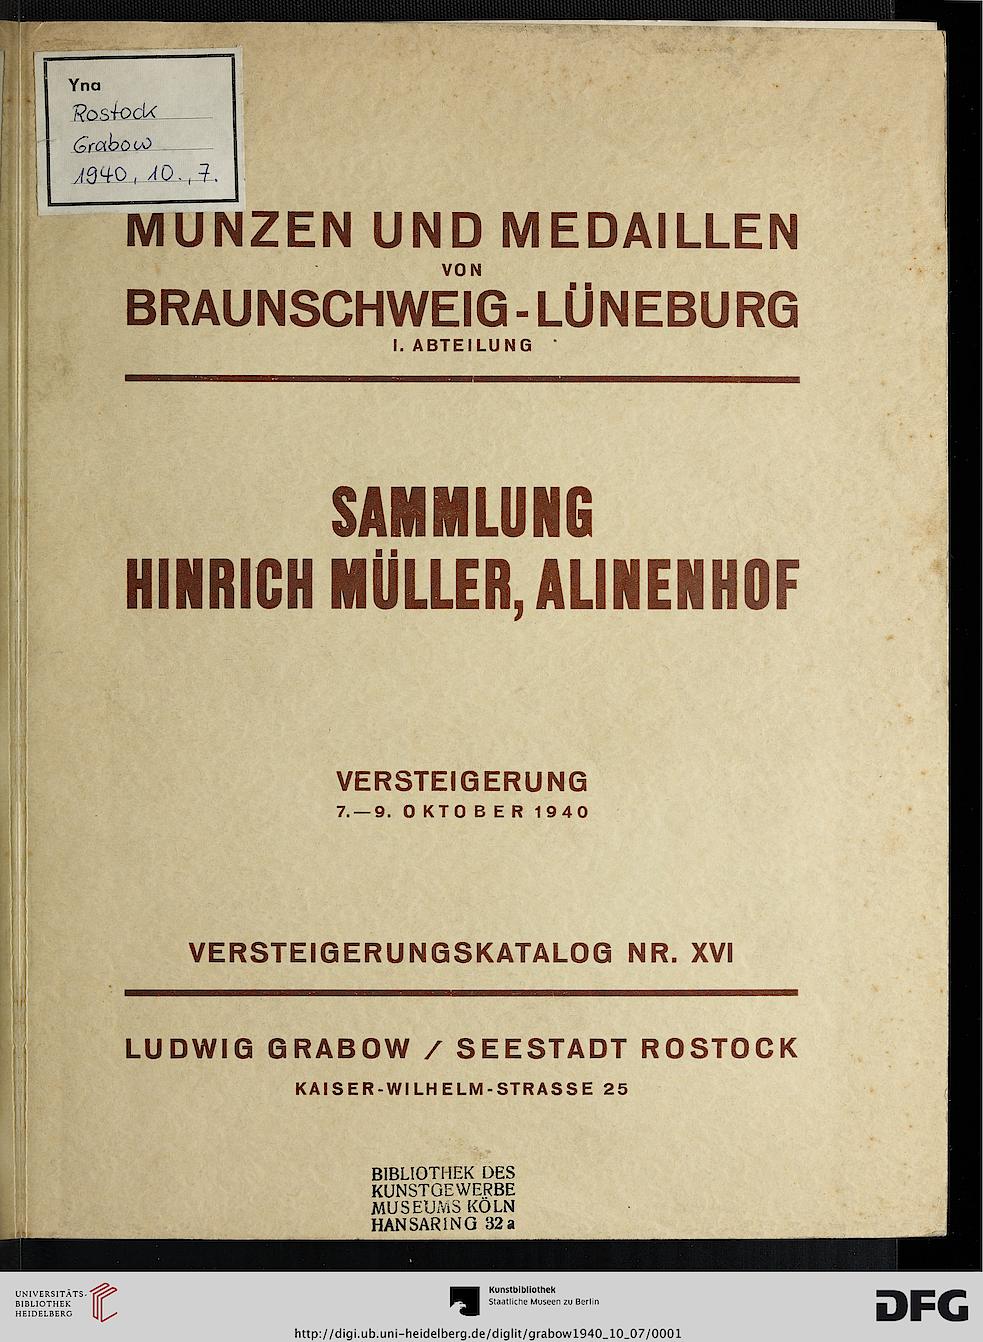 Yna
Rostock
Grabow
1940, 10., 7.
MÜNZEN UND MEDAILLEN
VON
BRAUNSCHWEIG-LÜNEBURG
I. ABTEILUNG
SAMMLUNG
HINRICH MÜLLER, ALINENHOF
VERSTEIGERUNG
7.—9. OKTOBER 1940
VERSTEIGERUNGSKATALOG NR. XVI
LUDWIG GRABOW / SEESTADT ROSTOCK
KAISER-WILHELM-STRASSE 25
BIBLIOTHEK DES
KUNSTGEWERBE
MUSEUMS KÖLN
HANSARING 32a
UNIVERSITÄTS-
BIBLIOTHEK
HEIDELBERG
Kunstbibliothek
Staatliche Museen zu Berlin
DFG
http://digi.ub.uni-heidelberg.de/diglit/grabow1940_10_07/0001